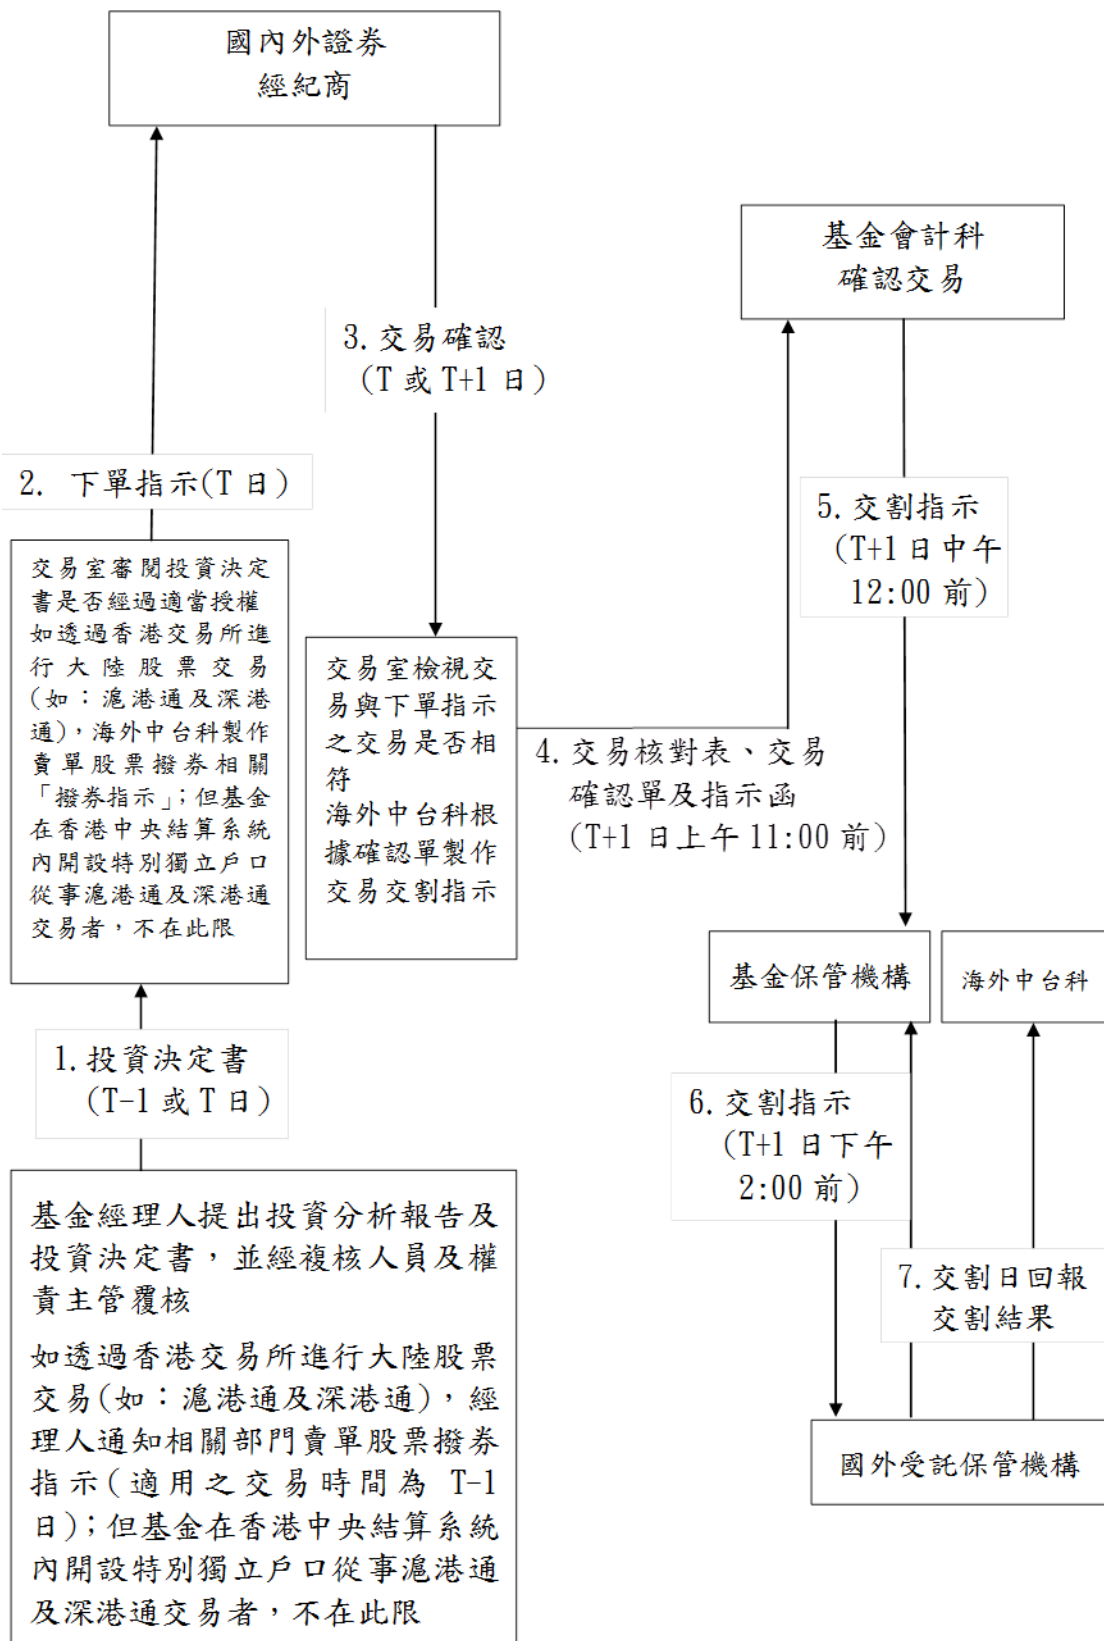 國內外證券
經紀商
基金會計科
確認交易
3.交易確認
(T 或 T+1 日)
2. 下單指示(T 日)
5.交割指示
(T+1 日中午
12:00 前)
交易室審閱投資決定
書是否經過適當授權
如透過香港交易所進
行大陸股票交易
(如：滬港通及深港
通)，海外中台科製作
賣單股票撥券相關
「撥券指示」；但基金
在香港中央結算系統
內開設特別獨立戶口
從事滬港通及深港通
交易者，不在此限
交易室檢視交
易與下單指示
之交易是否相
符
海外中台科根
據確認單製作
交易交割指示
4.交易核對表、交易
確認單及指示函
(T+1 日上午 11:00 前)
基金保管機構
海外中台科
1.投資決定書
(T-1 或 T 日)
6.交割指示
(T+1 日下午
2:00 前)
基金經理人提出投資分析報告及
投資決定書，並經複核人員及權
責主管覆核
如透過香港交易所進行大陸股票
交易(如：滬港通及深港通)，經
理人通知相關部門賣單股票撥券
指示(適用之交易時間為 T-1
日)；但基金在香港中央結算系統
內開設特別獨立戶口從事滬港通
及深港通交易者，不在此限
7.交割日回報
交割結果
國外受託保管機構